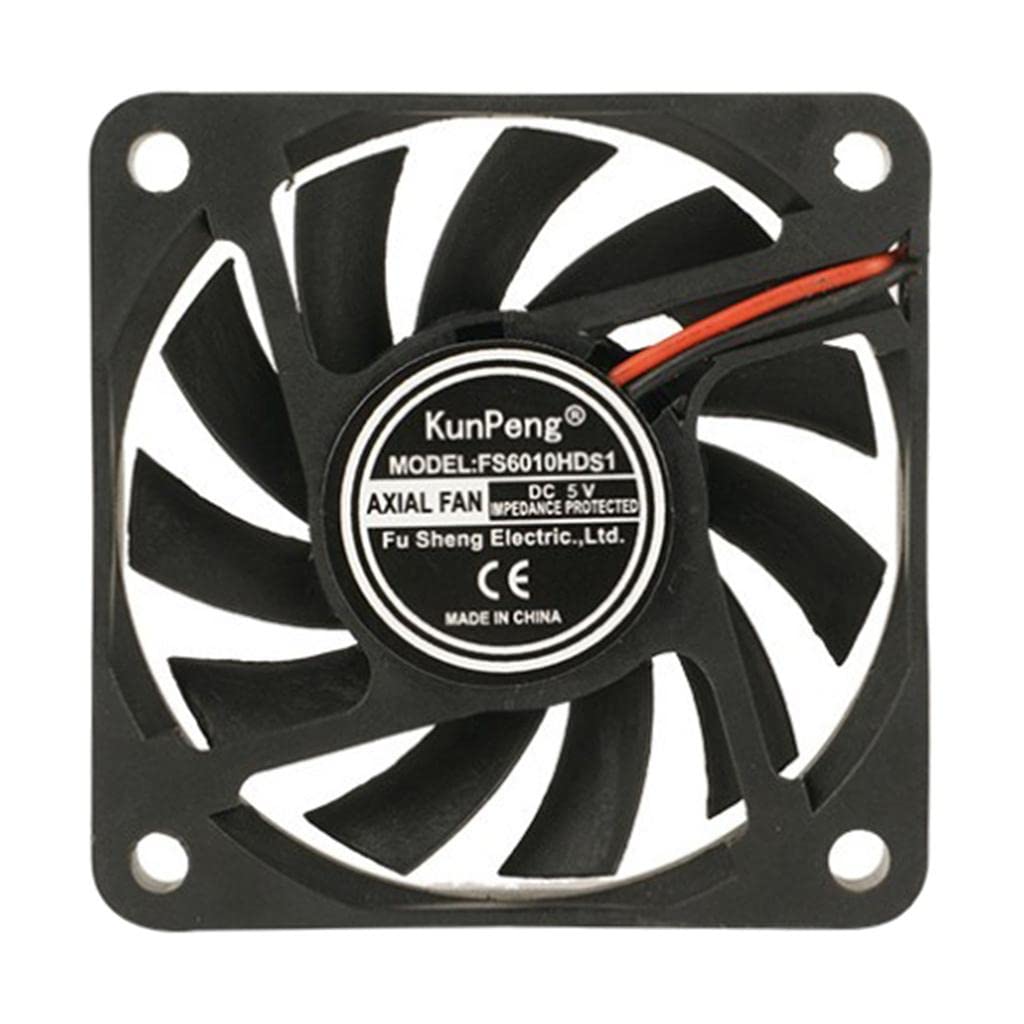 KunPeng®
MODEL:FS6010HDS1
AXIAL FAN
DC 5V
IMPEDANCE PROTECTED
Fu Sheng Electric.,Ltd.
CE
MADE IN CHINA